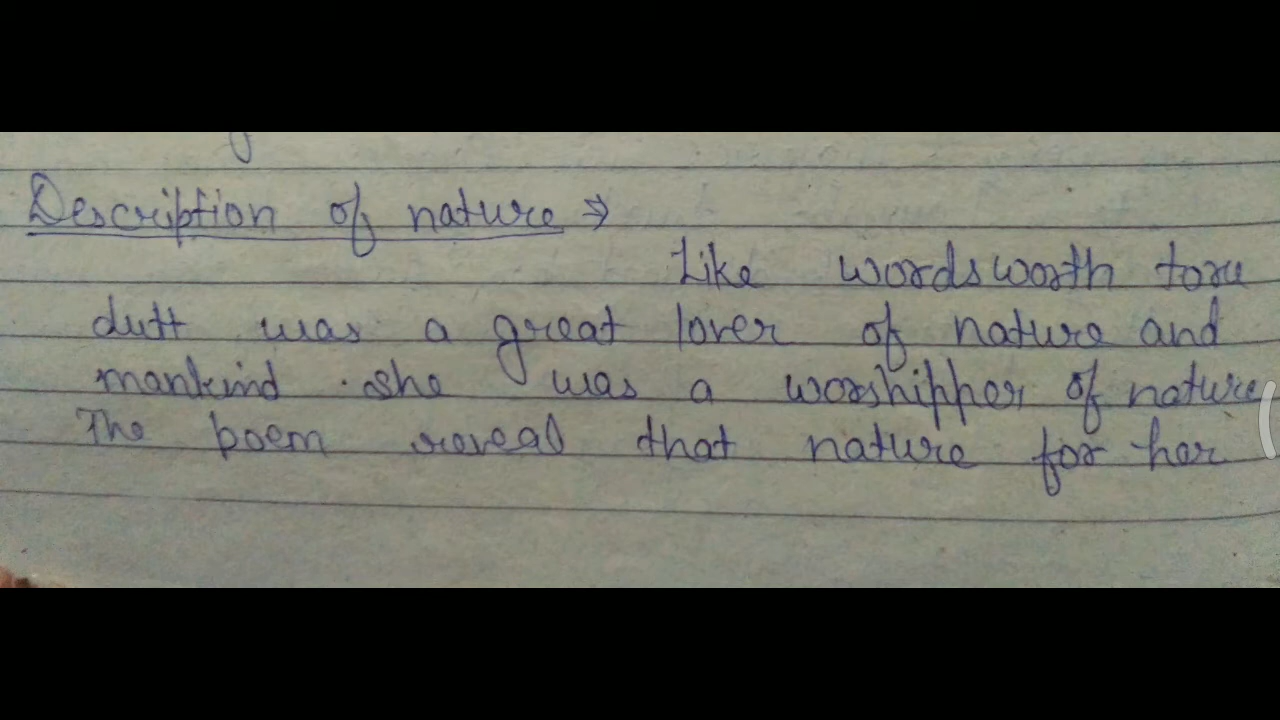 Description of nature ⇒
Like wordsworth toru
dutt was a great lover of nature and
mankind . she was a worshipper of nature
The poem reveal that nature for her